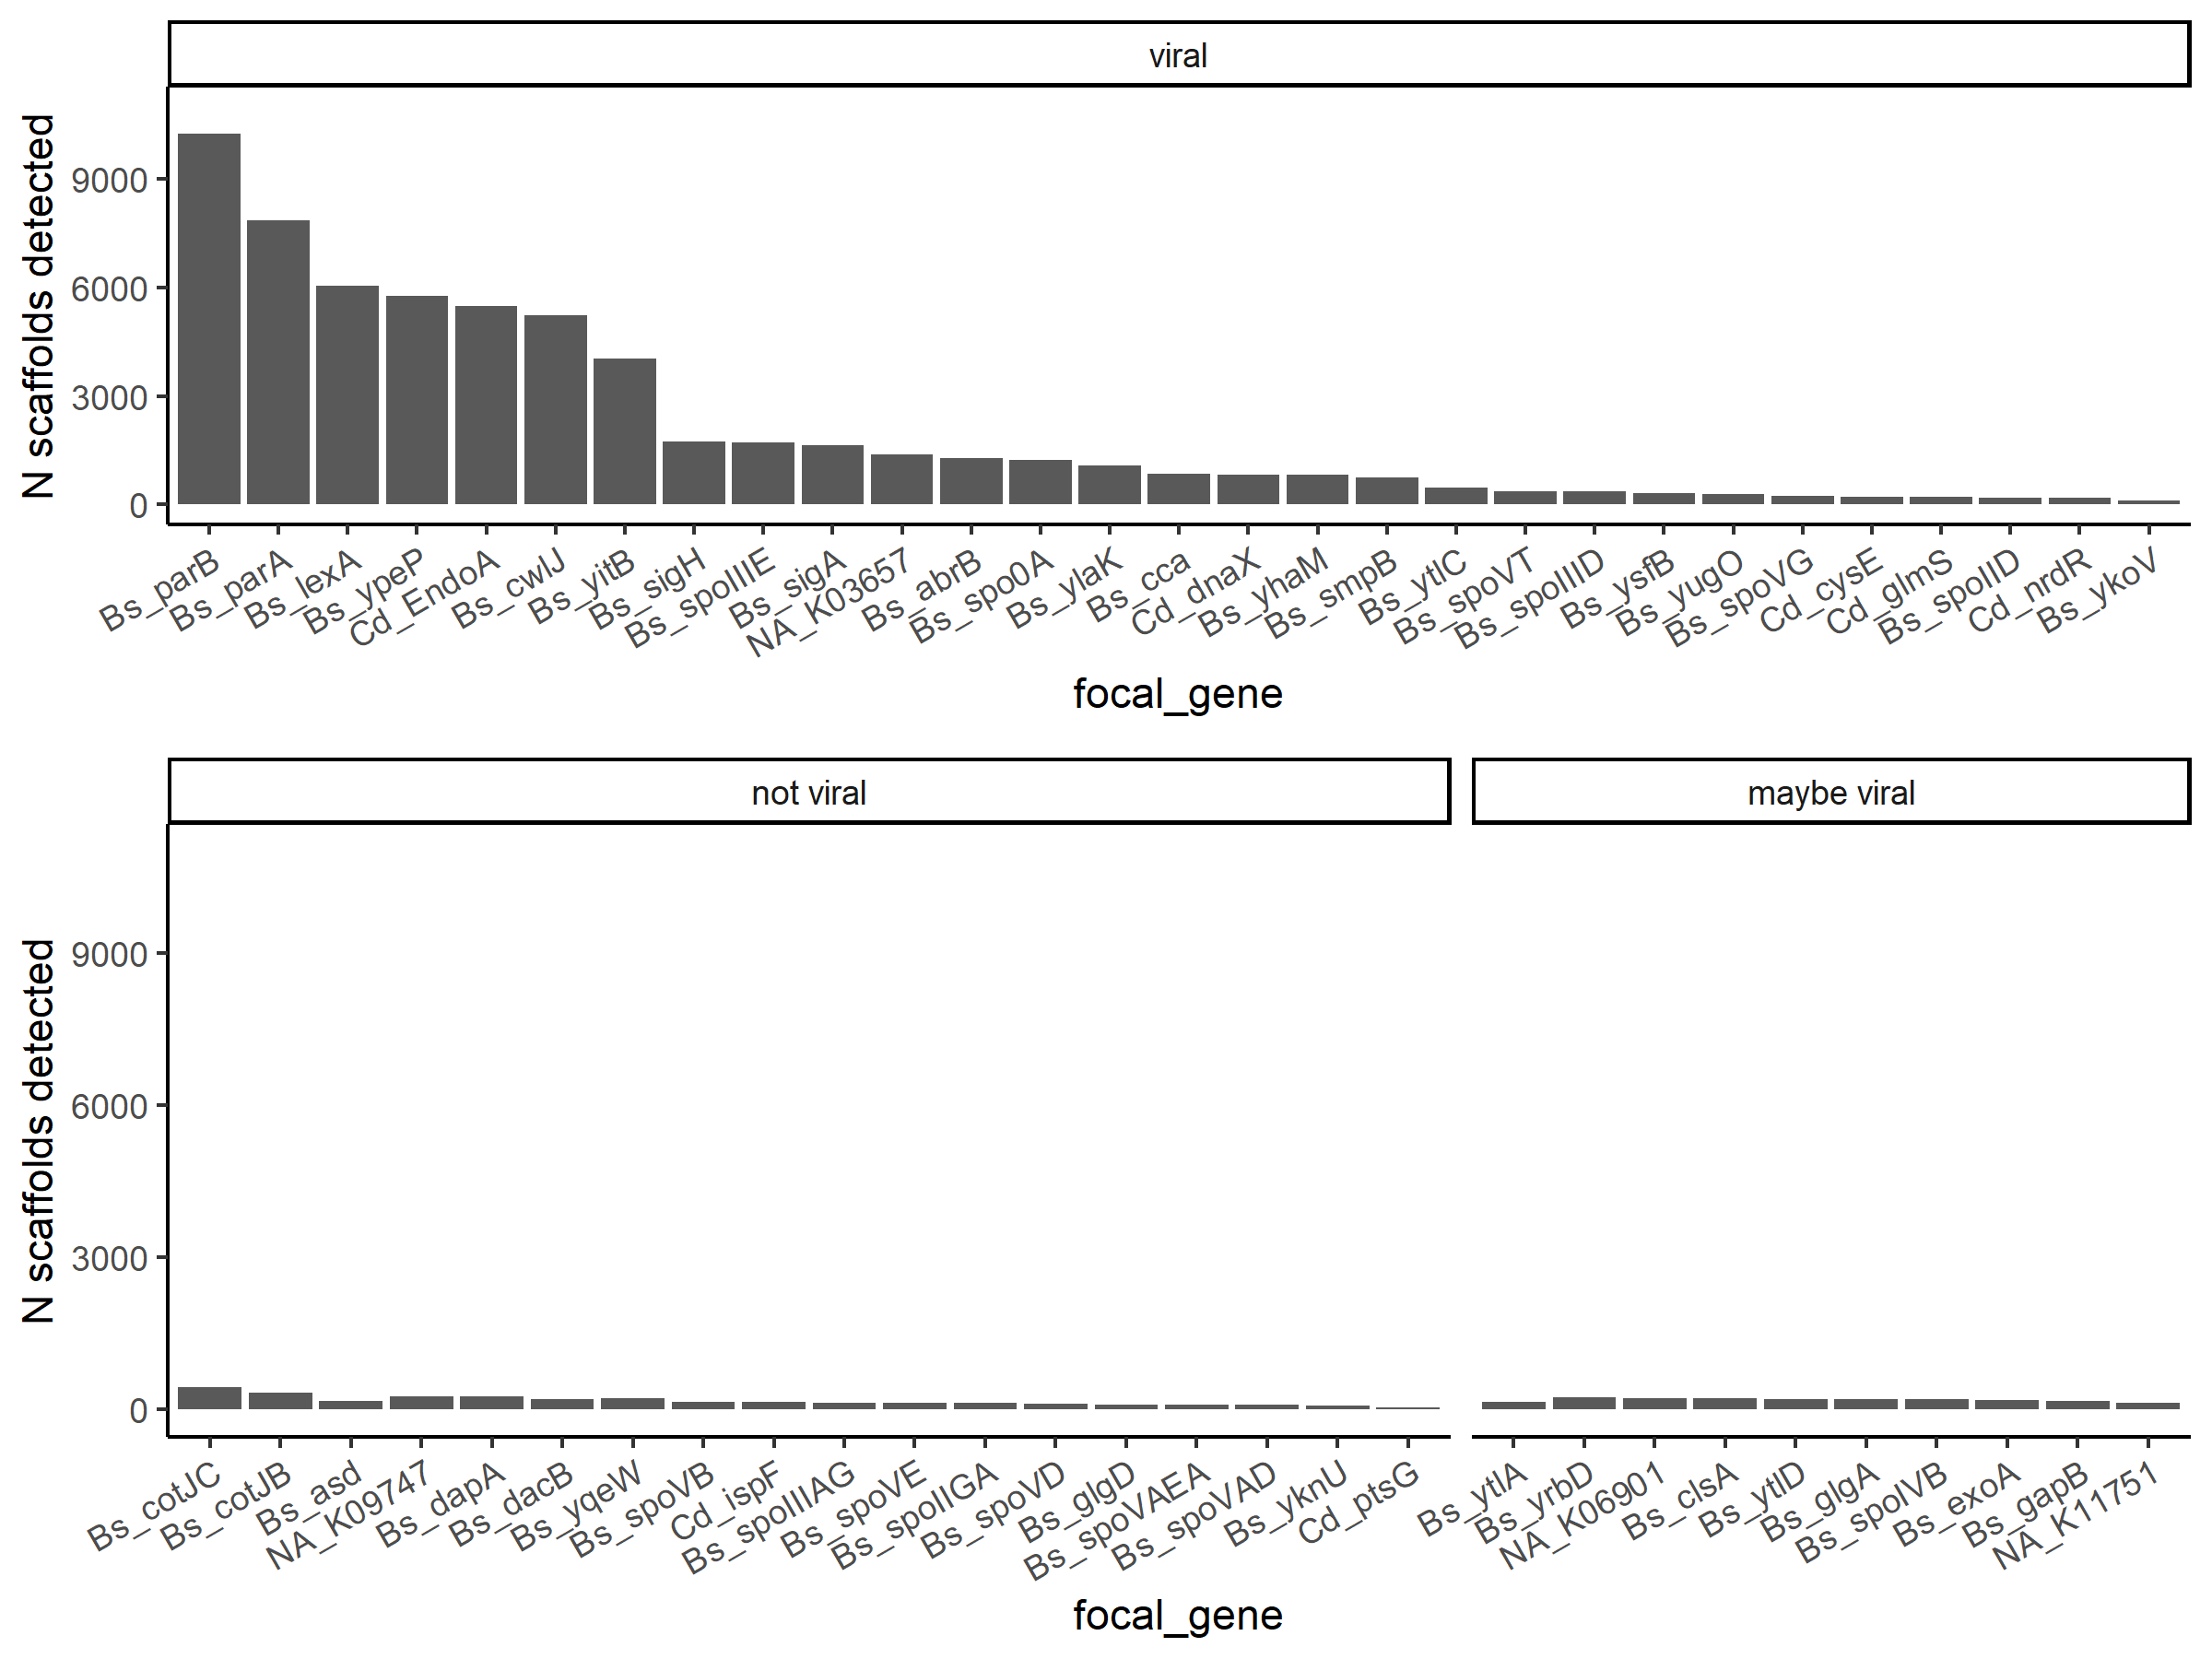 viral
N scaffolds detected
9000
6000
3000
0
Bs_parB
Bs_parA
Bs_lexA
Bs_ypeP
Cd_EndoA
Bs_cwlJ
Bs_yitB
Bs_sigH
Bs_spoIIIE
Bs_sigA
NA_K03657
Bs_abrB
Bs_spo0A
Bs_ylaK
Bs_cca
Cd_dnaX
Bs_yhaM
Bs_smpB
Bs_ytlC
Bs_spoVT
Bs_spoIIID
Bs_ysfB
Bs_yugO
Bs_spoVG
Cd_cysE
Cd_glmS
Bs_spoIID
Cd_nrdR
Bs_ykoV
focal_gene
not viral
maybe viral
N scaffolds detected
9000
6000
3000
0
Bs_cotJC
Bs_cotJB
Bs_asd
NA_K09747
Bs_dapA
Bs_dacB
Bs_yqeW
Bs_spoVB
Cd_ispF
Bs_spoIIIAG
Bs_spoVE
Bs_spoIIGA
Bs_spoVD
Bs_glgD
Bs_spoVAEA
Bs_spoVAD
Bs_yknU
Cd_ptsG
Bs_ytlA
Bs_yrbD
NA_K06901
Bs_clsA
Bs_ytlD
Bs_glgA
Bs_spoIVB
Bs_exoA
Bs_gapB
NA_K11751
focal_gene